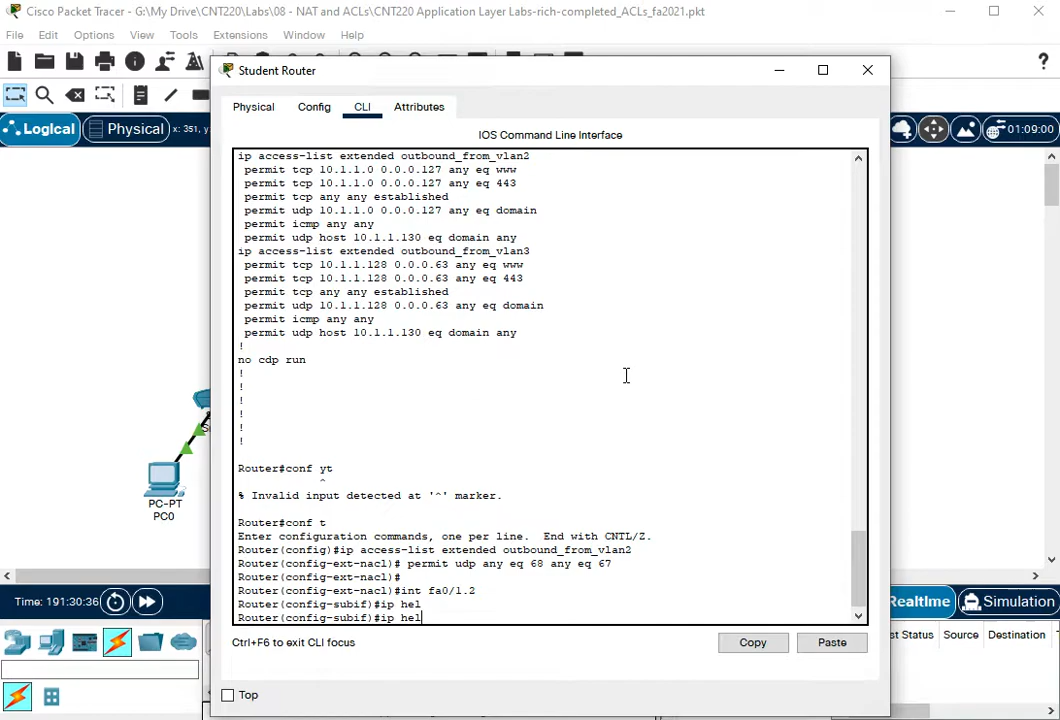 Cisco Packet Tracer - G:\My Drive\CNT220\Labs\08 - NAT and ACLs\CNT220 Application Layer Labs-rich-completed_ACLs_fa2021.pkt
File Edit Options View Tools Extensions Window Help
Student Router
Physical Config CLI Attributes
Logical Physical x: 351, y: 01:09:00
IOS Command Line Interface
ip access-list extended outbound_from_vlan2
permit tcp 10.1.1.0 0.0.0.127 any eq www
permit tcp 10.1.1.0 0.0.0.127 any eq 443
permit tcp any any established
permit udp 10.1.1.0 0.0.0.127 any eq domain
permit icmp any any
permit udp host 10.1.1.130 eq domain any
ip access-list extended outbound_from_vlan3
permit tcp 10.1.1.128 0.0.0.63 any eq www
permit tcp 10.1.1.128 0.0.0.63 any eq 443
permit tcp any any established
permit udp 10.1.1.128 0.0.0.63 any eq domain
permit icmp any any
permit udp host 10.1.1.130 eq domain any
!
no cdp run
!
!
!
!
!
!
Router#conf yt
^
% Invalid input detected at '^' marker.
Router#conf t
Enter configuration commands, one per line. End with CNTL/Z.
Router(config)#ip access-list extended outbound_from_vlan2
Router(config-ext-nacl)# permit udp any eq 68 any eq 67
Router(config-ext-nacl)#
Router(config-ext-nacl)#int fa0/1.2
Router(config-subif)#ip hel
Router(config-subif)#ip hel
Ctrl+F6 to exit CLI focus
Copy Paste
Top
PC-PT
PC0
Time: 191:30:36
Realtime Simulation
st Status Source Destination